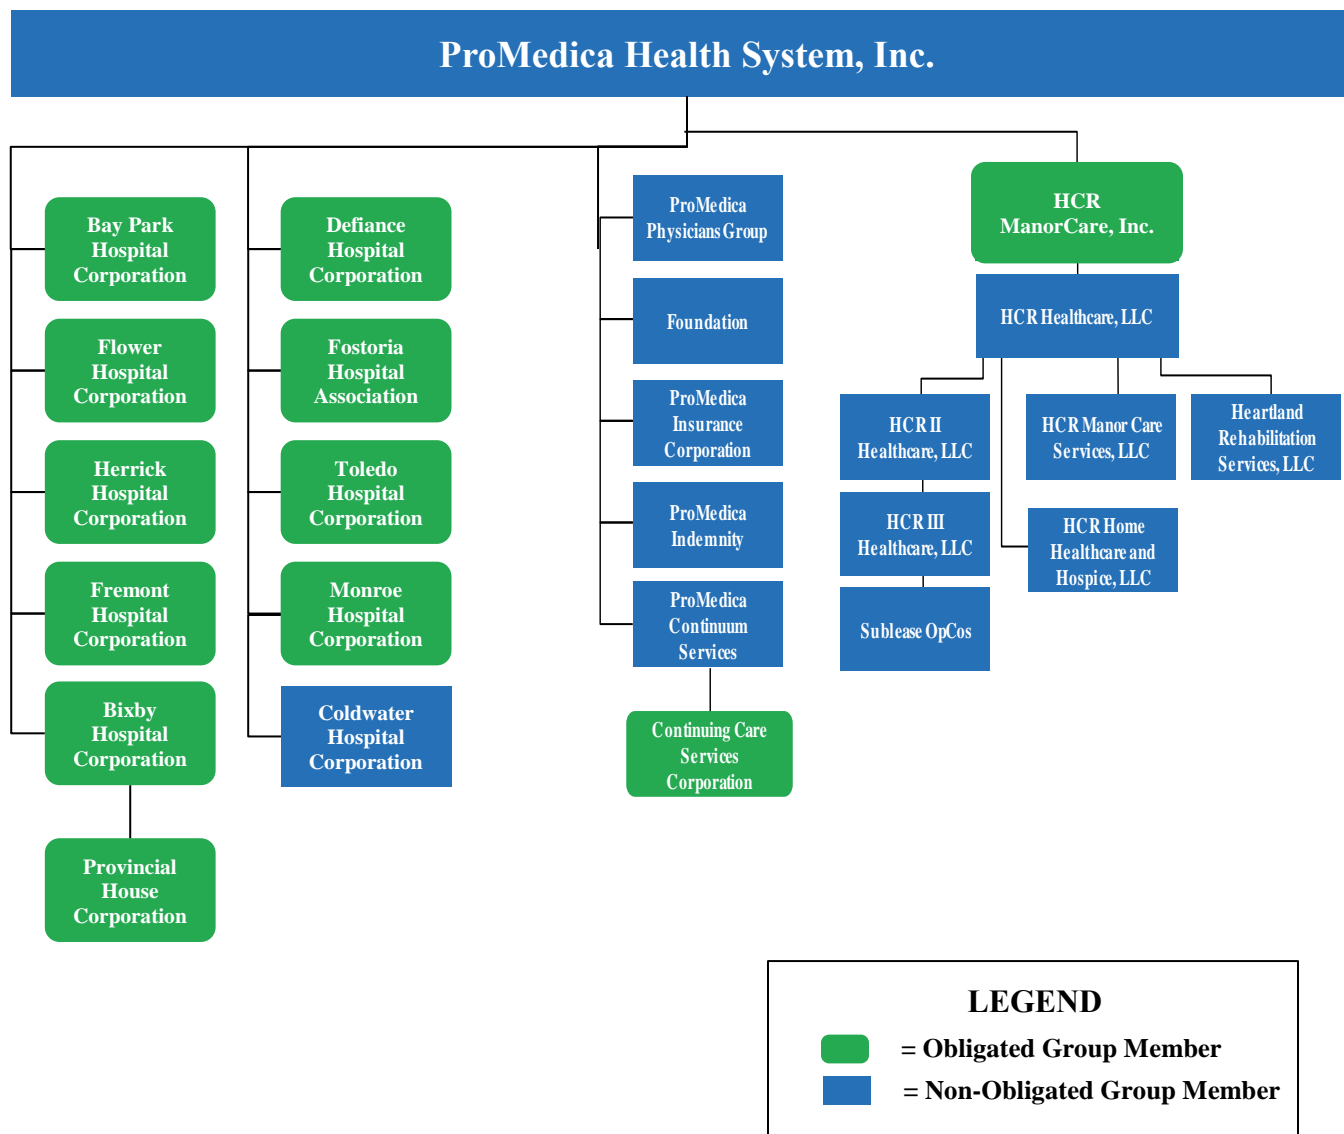 ProMedica Health System, Inc.
Bay Park
Hospital
Corporation
Flower
Hospital
Corporation
Herrick
Hospital
Corporation
Fremont
Hospital
Corporation
Bixby
Hospital
Corporation
Provincial
House
Corporation
Defiance
Hospital
Corporation
Fostoria
Hospital
Association
Toledo
Hospital
Corporation
Monroe
Hospital
Corporation
Coldwater
Hospital
Corporation
ProMedica
Physicians Group
Foundation
ProMedica
Insurance
Corporation
ProMedica
Indemnity
ProMedica
Continuum
Services
Continuing Care
Services
Corporation
HCR
ManorCare, Inc.
HCR Healthcare, LLC
HCR II
Healthcare, LLC
HCR III
Healthcare, LLC
Sublease OpCos
HCR Manor Care
Services, LLC
HCR Home
Healthcare and
Hospice, LLC
Heartland
Rehabilitation
Services, LLC
LEGEND
= Obligated Group Member
= Non-Obligated Group Member